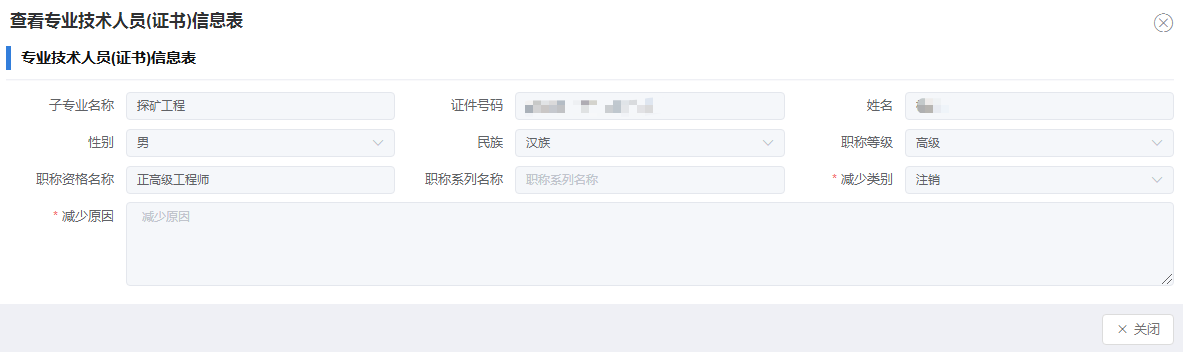 查看专业技术人员(证书)信息表
专业技术人员(证书)信息表
子专业名称 探矿工程 证件号码 姓名
性别 男 民族 汉族 职称等级 高级
职称资格名称 正高级工程师 职称系列名称 职称系列名称 * 减少类别 注销
* 减少原因 减少原因
× 关闭